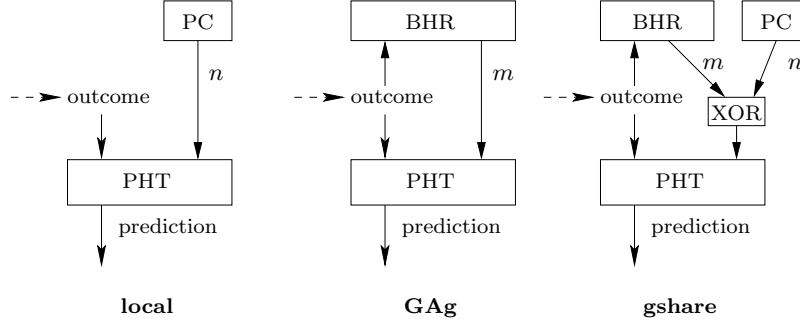 PC
n
outcome
PHT
prediction
local
BHR
m
outcome
PHT
prediction
GAg
BHR
PC
m
n
outcome
XOR
PHT
prediction
gshare